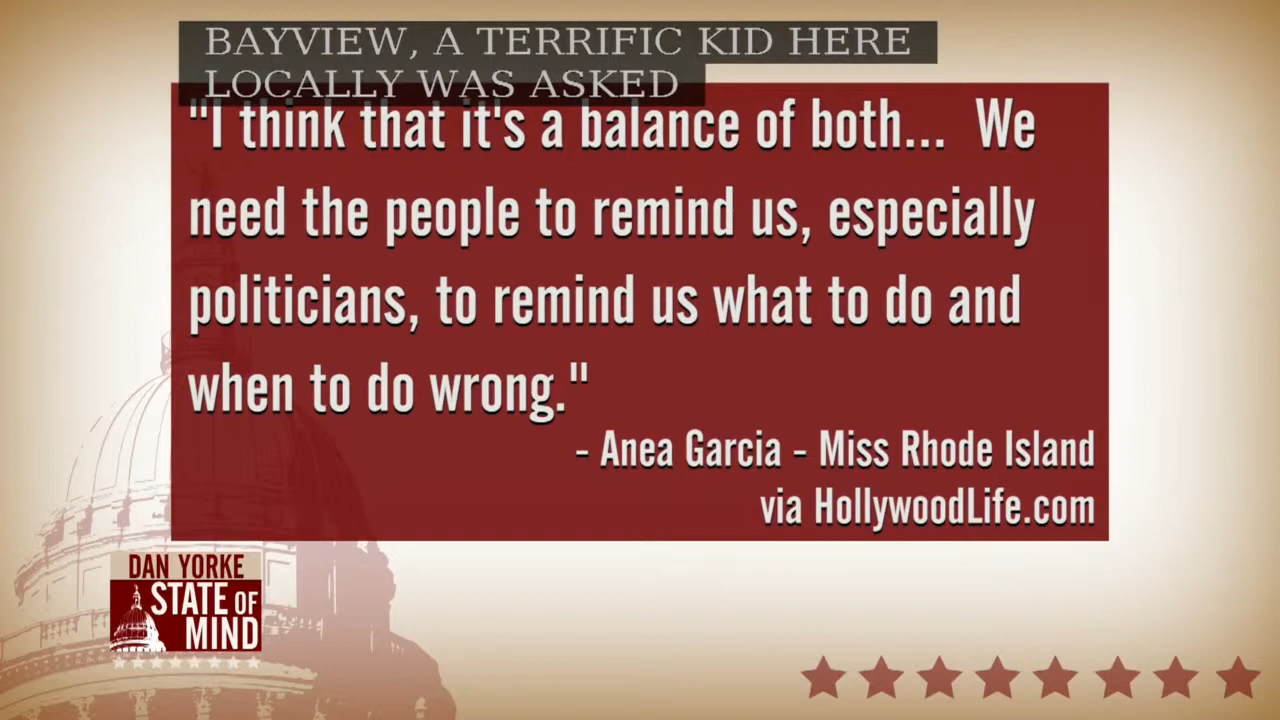 BAYVIEW, A TERRIFIC KID HERE
LOCALLY WAS ASKED
"I think that it's a balance of both... We
need the people to remind us, especially
politicians, to remind us what to do and
when to do wrong."
- Anea Garcia - Miss Rhode Island
via HollywoodLife.com
DAN YORKE
STATE OF
MIND